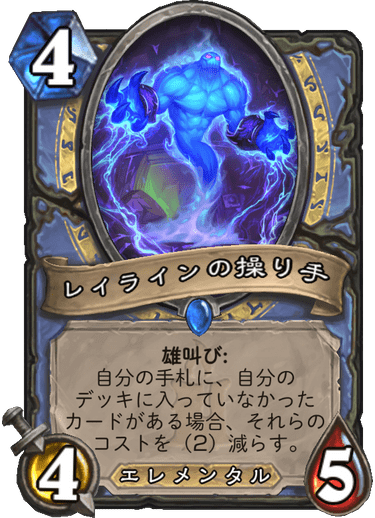 4
レイラインの操り手
雄叫び:
自分の手札に、自分の
デッキに入っていなかった
カードがある場合、それらの
コストを（2）減らす。
4
エレメンタル
5